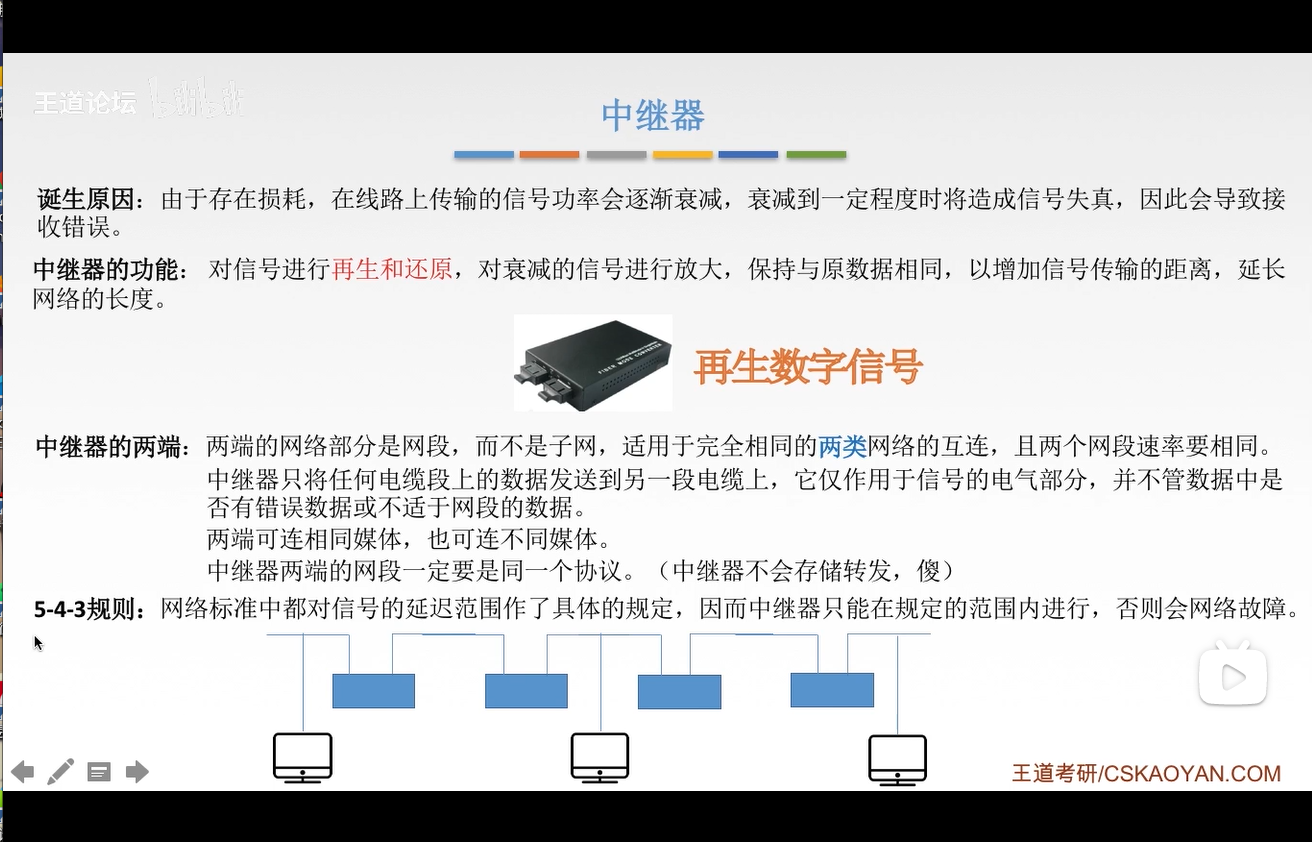 王道论坛
中继器
诞生原因：由于存在损耗，在线路上传输的信号功率会逐渐衰减，衰减到一定程度时将造成信号失真，因此会导致接
收错误。
中继器的功能： 对信号进行再生和还原，对衰减的信号进行放大，保持与原数据相同，以增加信号传输的距离，延长
网络的长度。
FIBER MODE CONVERTER
再生数字信号
中继器的两端：两端的网络部分是网段，而不是子网，适用于完全相同的两类网络的互连，且两个网段速率要相同。
中继器只将任何电缆段上的数据发送到另一段电缆上，它仅作用于信号的电气部分，并不管数据中是
否有错误数据或不适于网段的数据。
两端可连相同媒体，也可连不同媒体。
中继器两端的网段一定要是同一个协议。（中继器不会存储转发，傻）
5-4-3规则：网络标准中都对信号的延迟范围作了具体的规定，因而中继器只能在规定的范围内进行，否则会网络故障。
王道考研/CSKAOYAN.COM